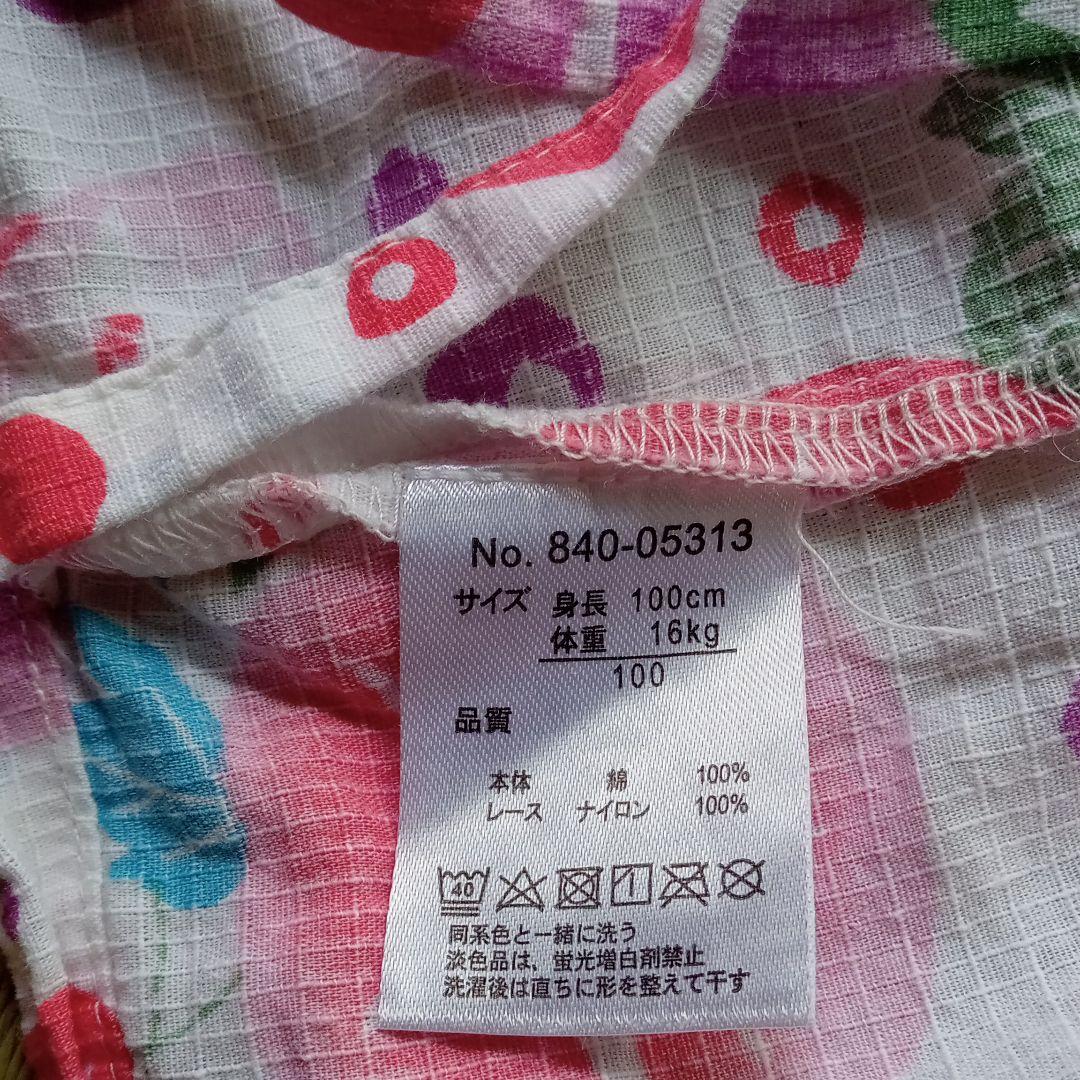 No. 840-05313
サイズ 身長 100cm
体重 16kg
100
品質
本体 綿 100%
レース ナイロン 100%
40
同系色と一緒に洗う
淡色品は、蛍光増白剤禁止
洗濯後は直ちに形を整えて干す